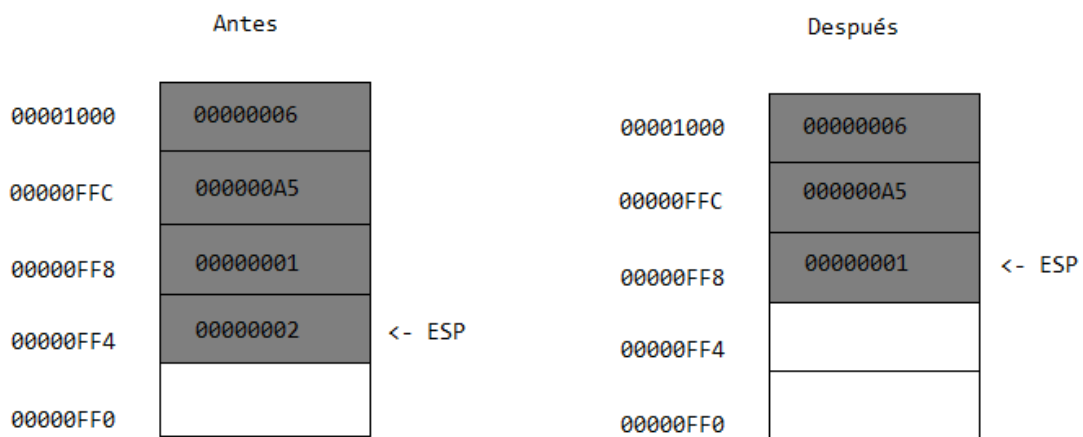 Antes
00001000 00000006
00000FFC 000000A5
00000FF8 00000001
00000FF4 00000002 <- ESP
00000FF0
Después
00001000 00000006
00000FFC 000000A5
00000FF8 00000001 <- ESP
00000FF4
00000FF0